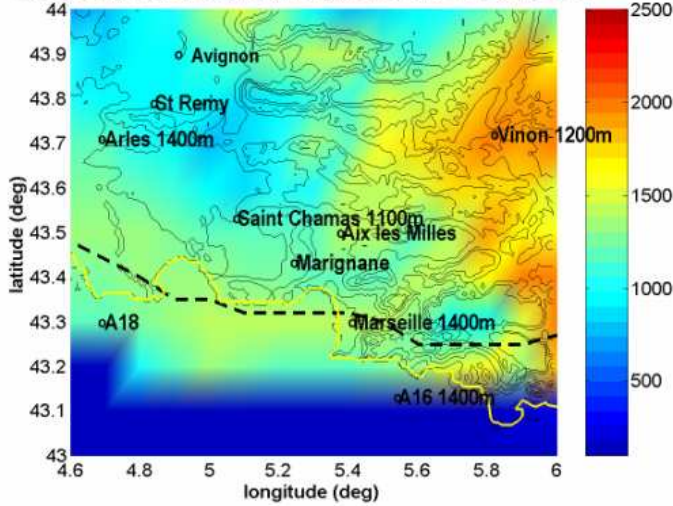 44
43.9
43.8
43.7
43.6
43.5
43.4
43.3
43.2
43.1
43
latitude (deg)
Avignon
St Remy
Arles 1400m
Vinon 1200m
Saint Chamas 1100m
Aix les Milles
Marignane
A18
Marseille 1400m
A16 1400m
4.6 4.8 5 5.2 5.4 5.6 5.8 6
longitude (deg)
2500
2000
1500
1000
500